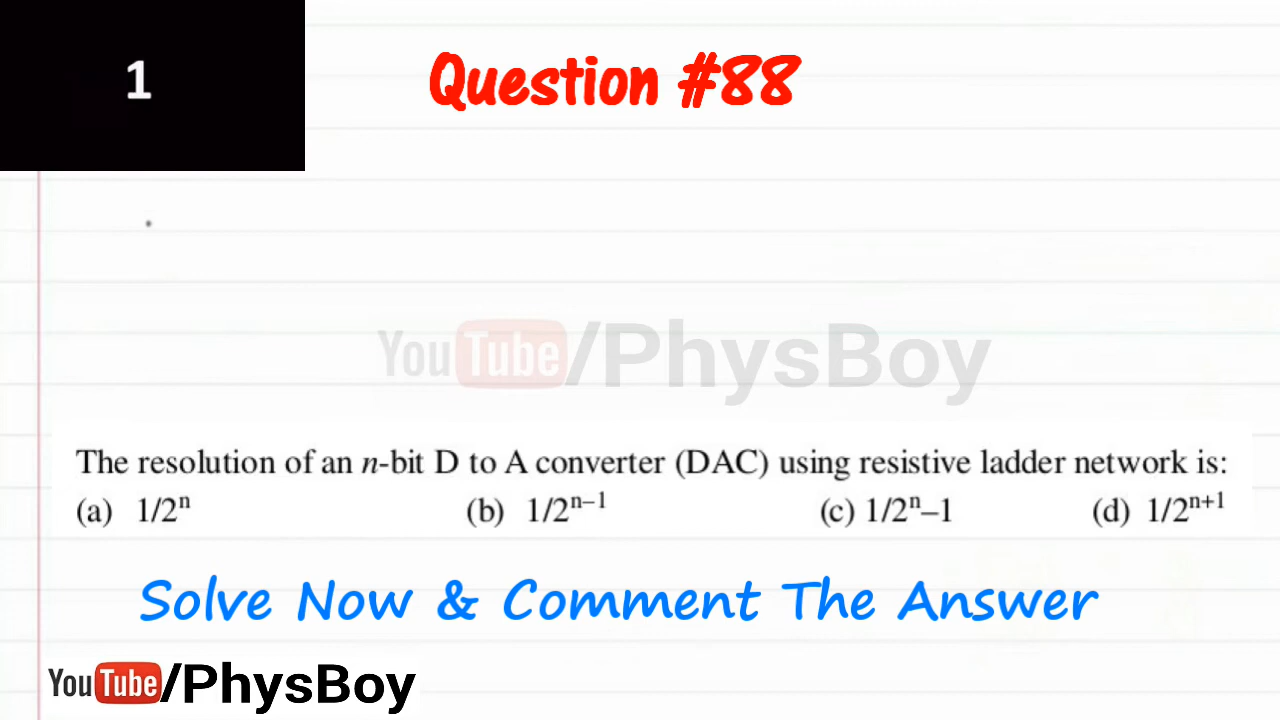 1
Question #88
YouTube/PhysBoy
The resolution of an n-bit D to A converter (DAC) using resistive ladder network is:
(a) 1/2ⁿ (b) 1/2ⁿ⁻¹ (c) 1/2ⁿ–1 (d) 1/2ⁿ⁺¹
Solve Now & Comment The Answer
YouTube/PhysBoy